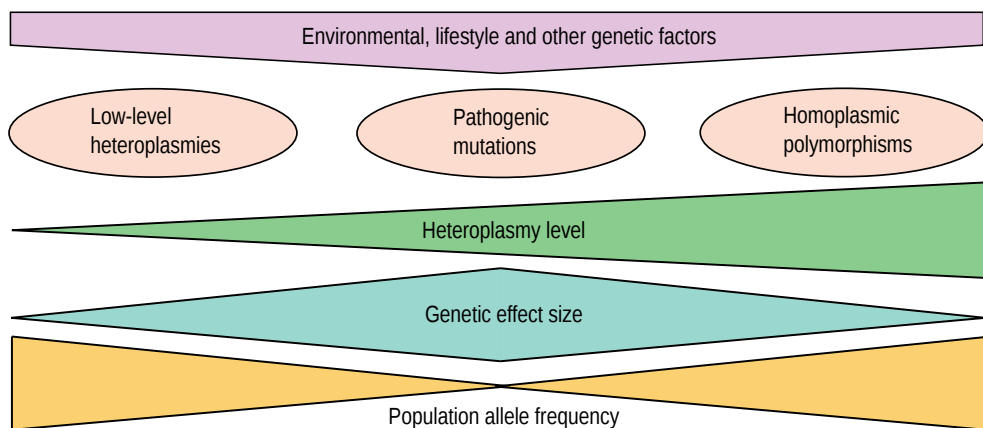 Environmental, lifestyle and other genetic factors
Low-level
heteroplasmies
Pathogenic
mutations
Homoplasmic
polymorphisms
Heteroplasmy level
Genetic effect size
Population allele frequency